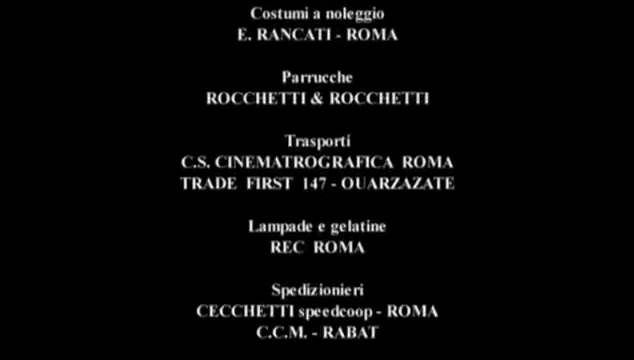 Costumi a noleggio
E. RANCATI - ROMA
Parrucche
ROCCHETTI & ROCCHETTI
Trasporti
C.S. CINEMATROGRAFICA ROMA
TRADE FIRST 147 - OUARZAZATE
Lampade e gelatine
REC ROMA
Spedizionieri
CECCHETTI speedcoop - ROMA
C.C.M. - RABAT